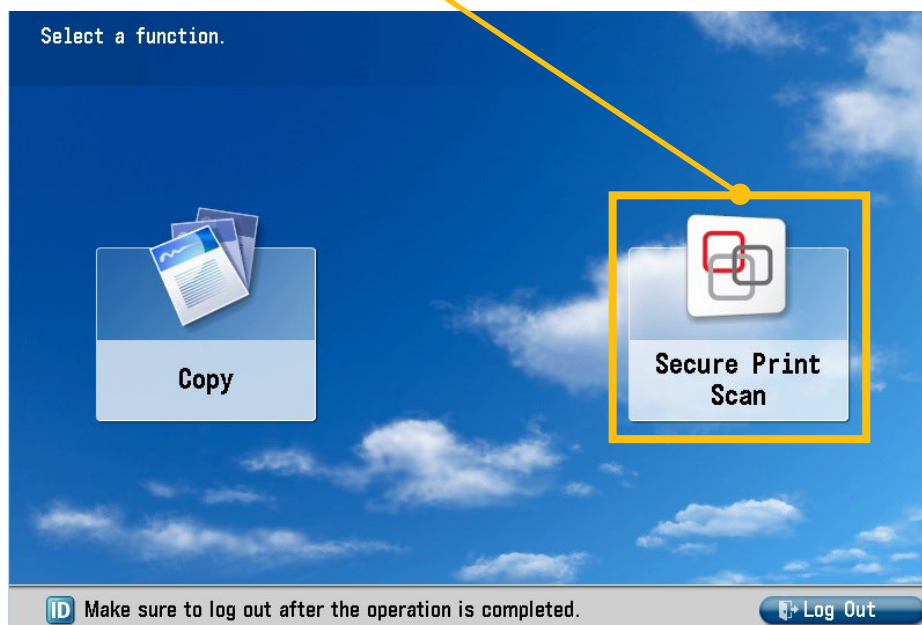 Select a function.
Copy
Secure Print
Scan
ID Make sure to log out after the operation is completed.
Log Out